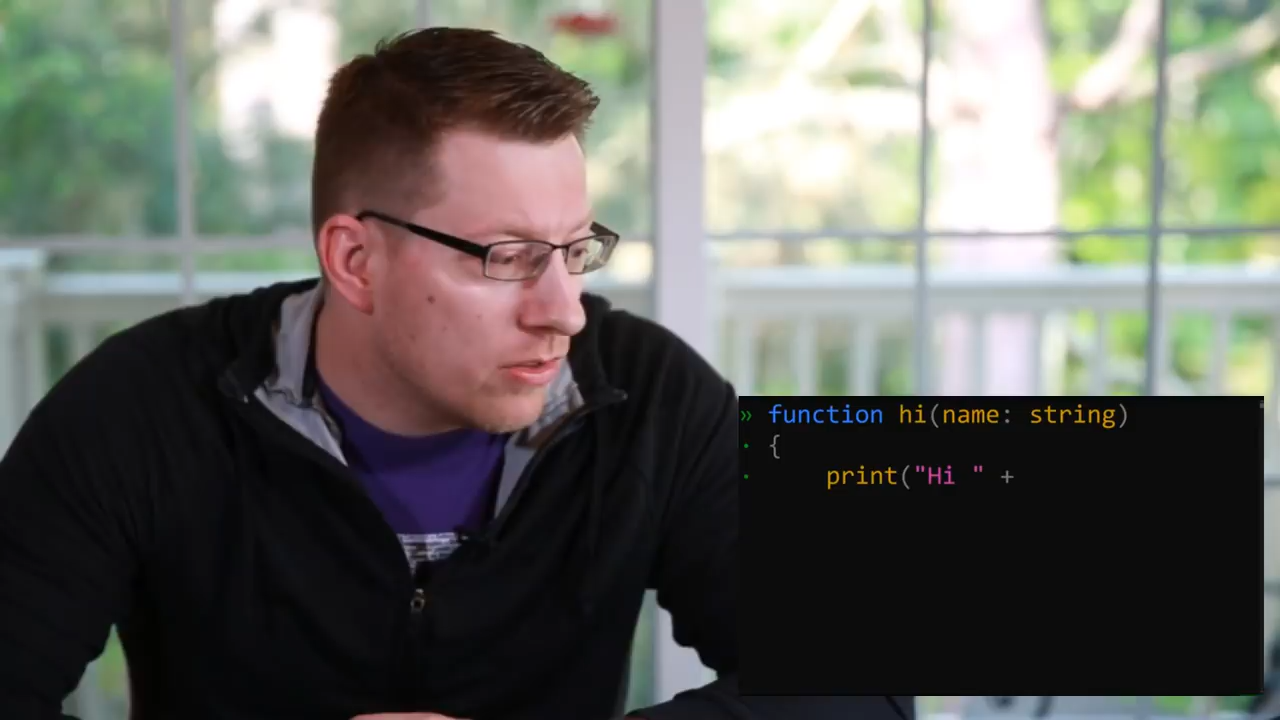 » function hi(name: string)
· {
·     print("Hi " +